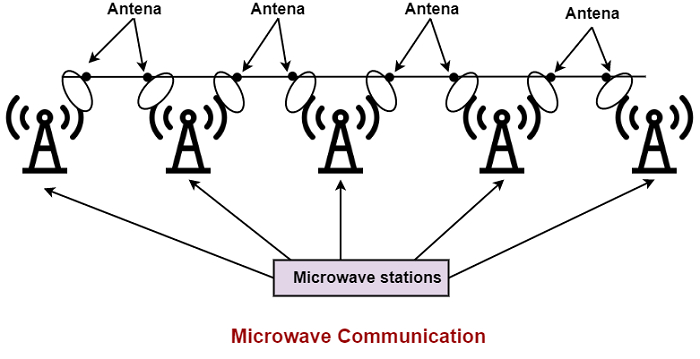 Antena
Antena
Antena
Antena
Microwave stations
Microwave Communication